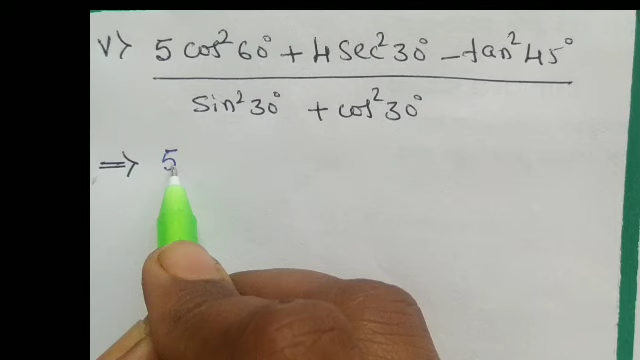 v> 5 cos²60° + 4 sec²30° - tan²45°
sin²30° + cos²30°
=> 5